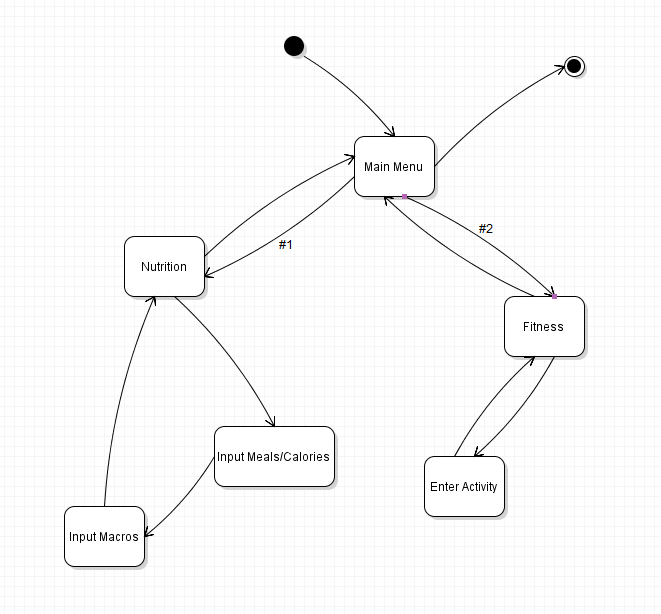 Main Menu
#2
#1
Nutrition
Fitness
Input Meals/Calories
Enter Activity
Input Macros